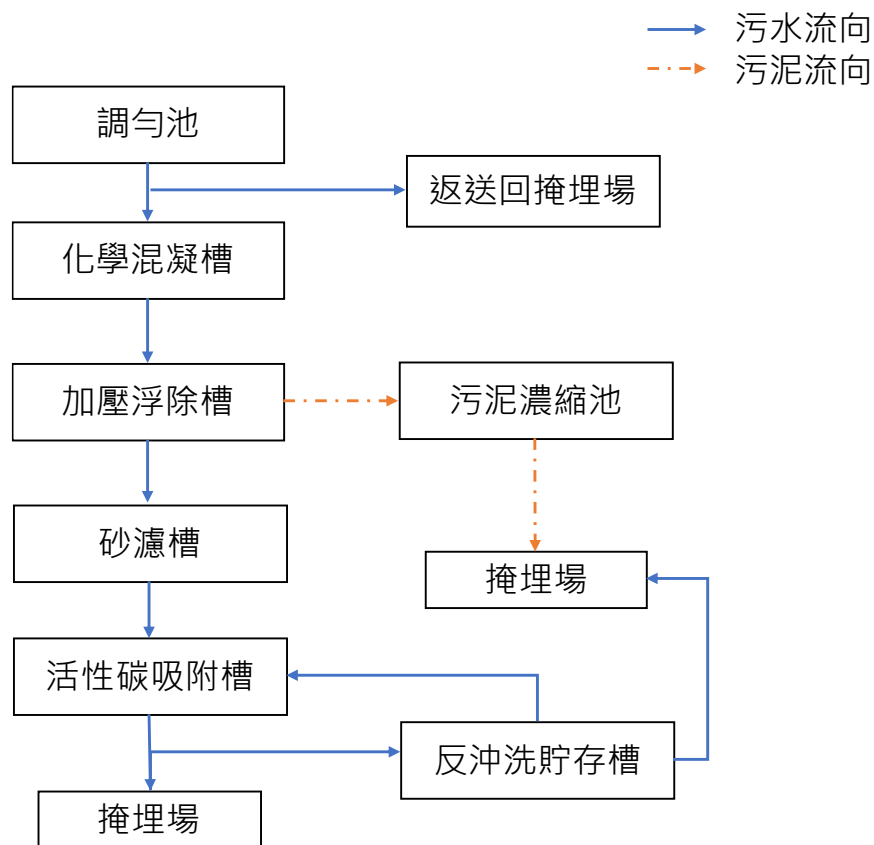 污水流向
污泥流向
調勻池
返送回掩埋場
化學混凝槽
加壓浮除槽
污泥濃縮池
砂濾槽
掩埋場
活性碳吸附槽
反沖洗貯存槽
掩埋場